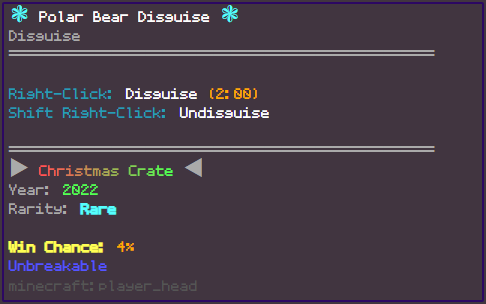 ❃ Polar Bear Disguise ❃
Disguise
Right-Click: Disguise (2:00)
Shift Right-Click: Undisguise
▶ Christmas Crate ◀
Year: 2022
Rarity: Rare
Win Chance: 4%
Unbreakable
minecraft:player_head